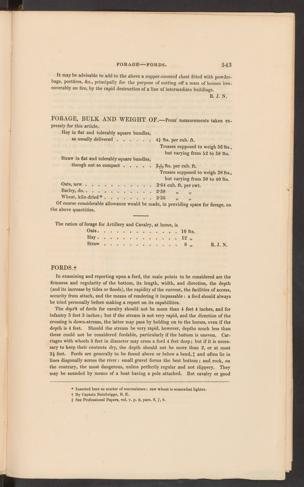 FORAGE—FORDS. 543
It may be advisable to add to the above a copper-covered chest fitted with powder-
bags, portfires, &c., principally for the purpose of cutting off a mass of houses irre-
coverably on fire, by the rapid destruction of a line of intermediate buildings.
R. J. N.
FORAGE, BULK AND WEIGHT OF.—From measurements taken ex-
pressly for this article.
Hay in flat and tolerably square bundles,
as usually delivered . . . . . . 4½ lbs. per cub. ft.
Trusses supposed to weigh 56 lbs.,
but varying from 52 to 58 lbs.
Straw in flat and tolerably square bundles,
though not so compact . . . . . lbs. per cub. ft.
Trusses supposed to weigh 38 lbs.,
but varying from 30 to 40 lbs.
Oats, new . . . . . . . . . . 2·64 cub. ft. per cwt.
Barley, do. . . . . . . . . . . 2·38 „ „
Wheat, kiln-dried* . . . . . . . 2·36 „ „
Of course considerable allowance would be made, in providing space for forage, on
the above quantities.
The ration of forage for Artillery and Cavalry, at home, is
Oats . . . . . . . . . . 10 lbs.
Hay . . . . . . . . . . 12 „
Straw . . . . . . . . . . 8 „ R. J. N.
FORDS.†
In examining and reporting upon a ford, the main points to be considered are the
firmness and regularity of the bottom, its length, width, and direction, the depth
(and its increase by tides or floods), the rapidity of the current, the facilities of access,
security from attack, and the means of rendering it impassable: a ford should always
be tried personally before making a report on its capabilities.
The depth of fords for cavalry should not be more than 4 feet 4 inches, and for
infantry 3 feet 3 inches; but if the stream is not very rapid, and the direction of the
crossing is down-stream, the latter may pass by holding on to the horses, even if the
depth is 4 feet. Should the stream be very rapid, however, depths much less than
these could not be considered fordable, particularly if the bottom is uneven. Car-
riages with wheels 5 feet in diameter may cross a ford 4 feet deep; but if it is neces-
sary to keep their contents dry, the depth should not be more than 2, or at most
2½ feet. Fords are generally to be found above or below a bend,‡ and often lie in
lines diagonally across the river: small gravel forms the best bottom; and rock, on
the contrary, the most dangerous, unless perfectly regular and not slippery. They
may be sounded by means of a boat having a pole attached. But cavalry or good
* Inserted here as matter of convenience: raw wheat is somewhat lighter.
† By Captain Bainbrigge, R. E.
‡ See Professional Papers, vol. v. p. 6, pars. 6, 7, 8.